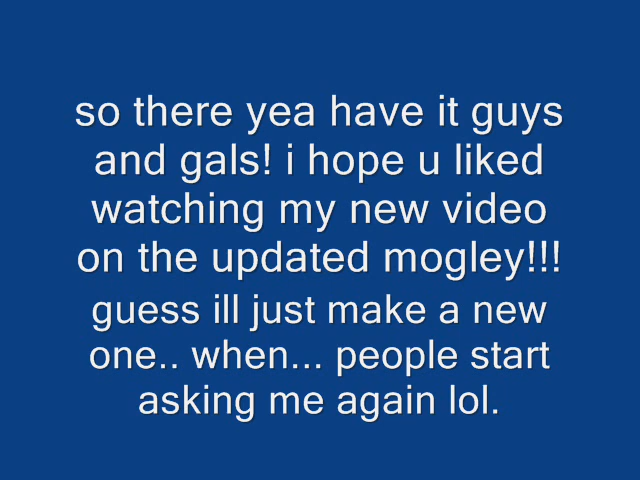 so there yea have it guys
and gals! i hope u liked
watching my new video
on the updated mogley!!!
guess ill just make a new
one.. when... people start
asking me again lol.